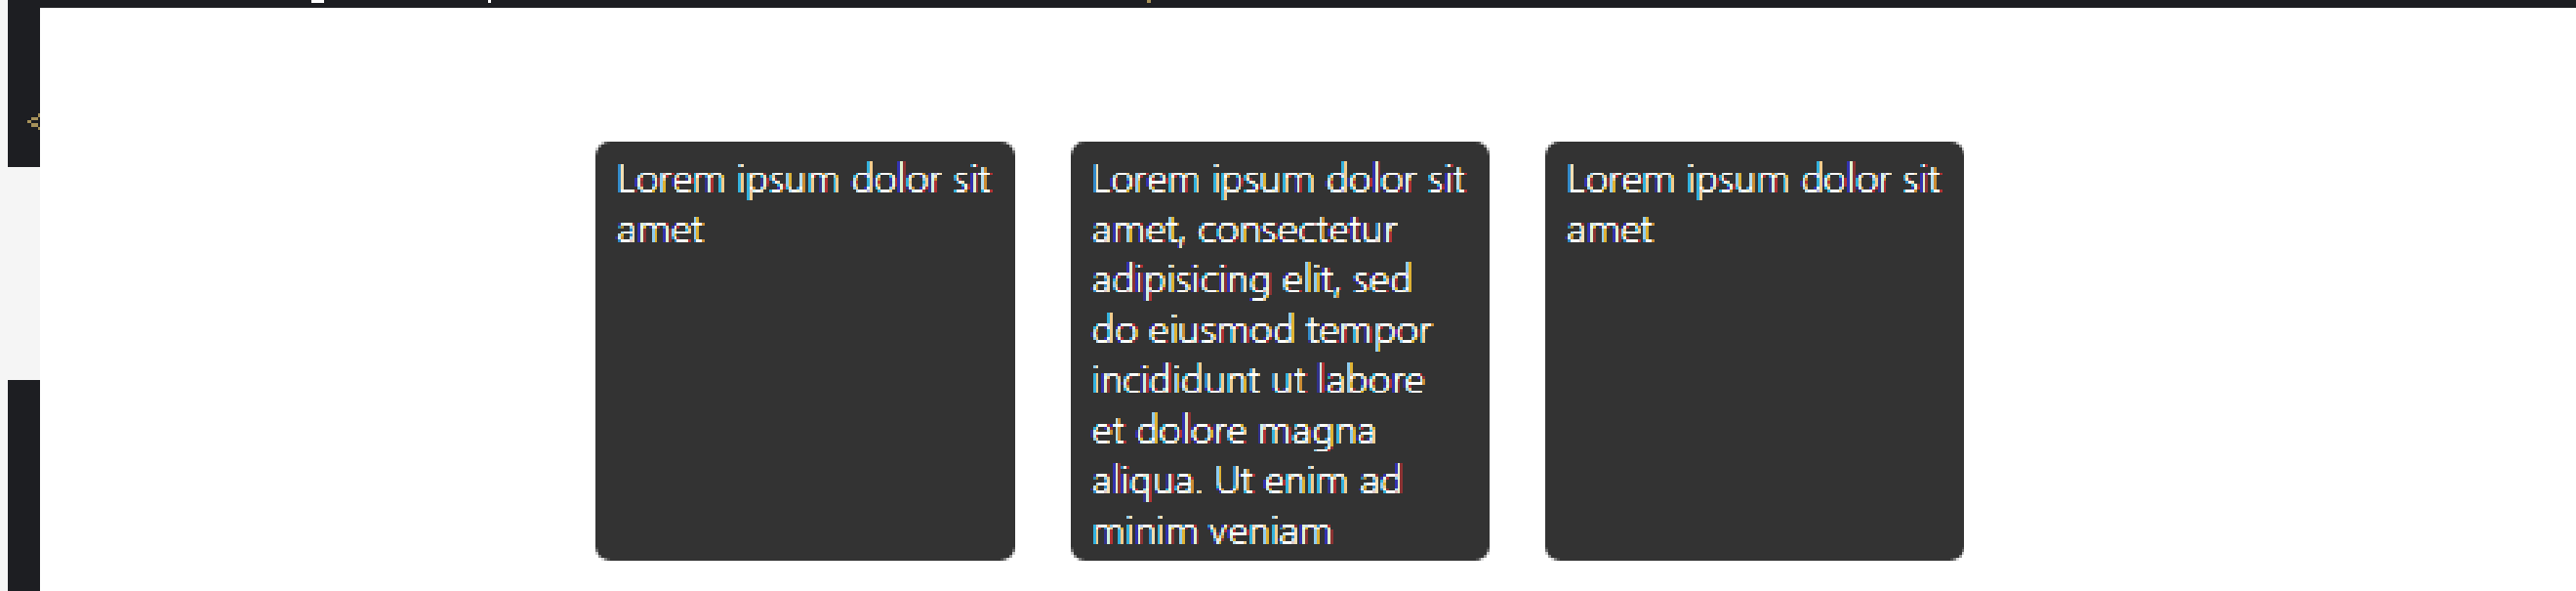 Lorem ipsum dolor sit
amet
Lorem ipsum dolor sit
amet, consectetur
adipisicing elit, sed
do eiusmod tempor
incididunt ut labore
et dolore magna
aliqua. Ut enim ad
minim veniam
Lorem ipsum dolor sit
amet